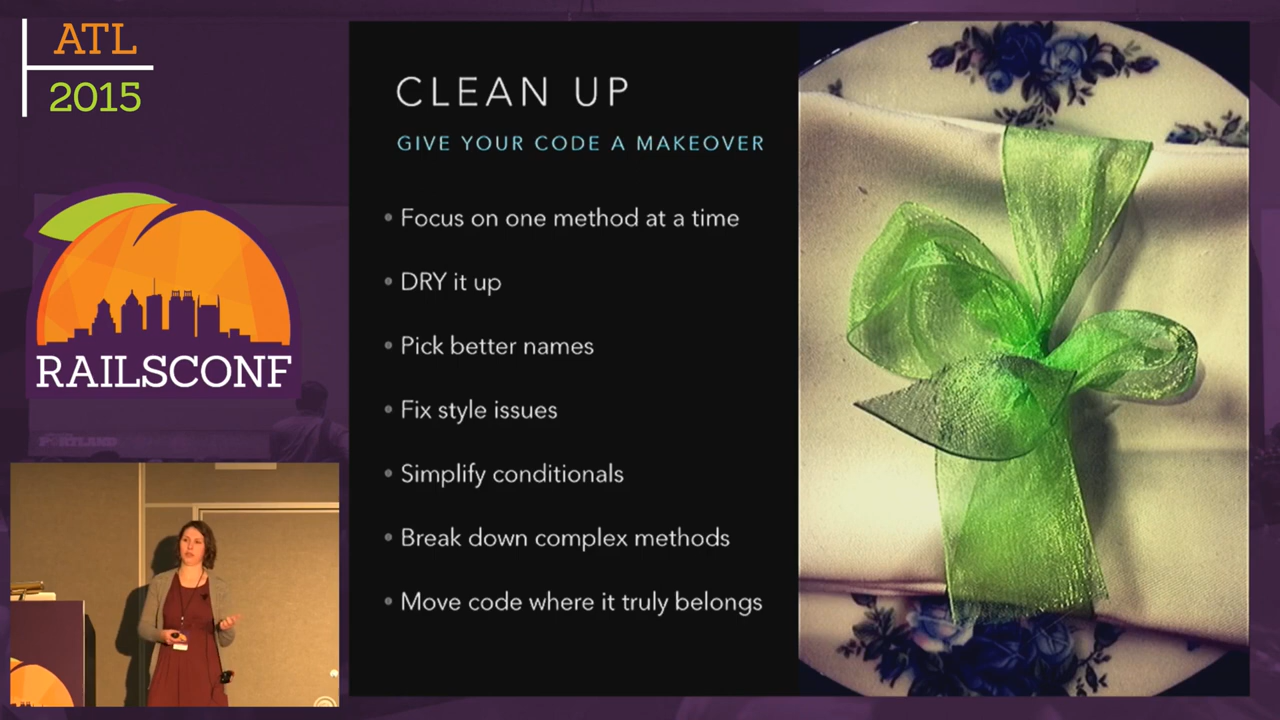 ATL
2015
RAILSCONF
PORTLAND
CLEAN UP
GIVE YOUR CODE A MAKEOVER
• Focus on one method at a time
• DRY it up
• Pick better names
• Fix style issues
• Simplify conditionals
• Break down complex methods
• Move code where it truly belongs